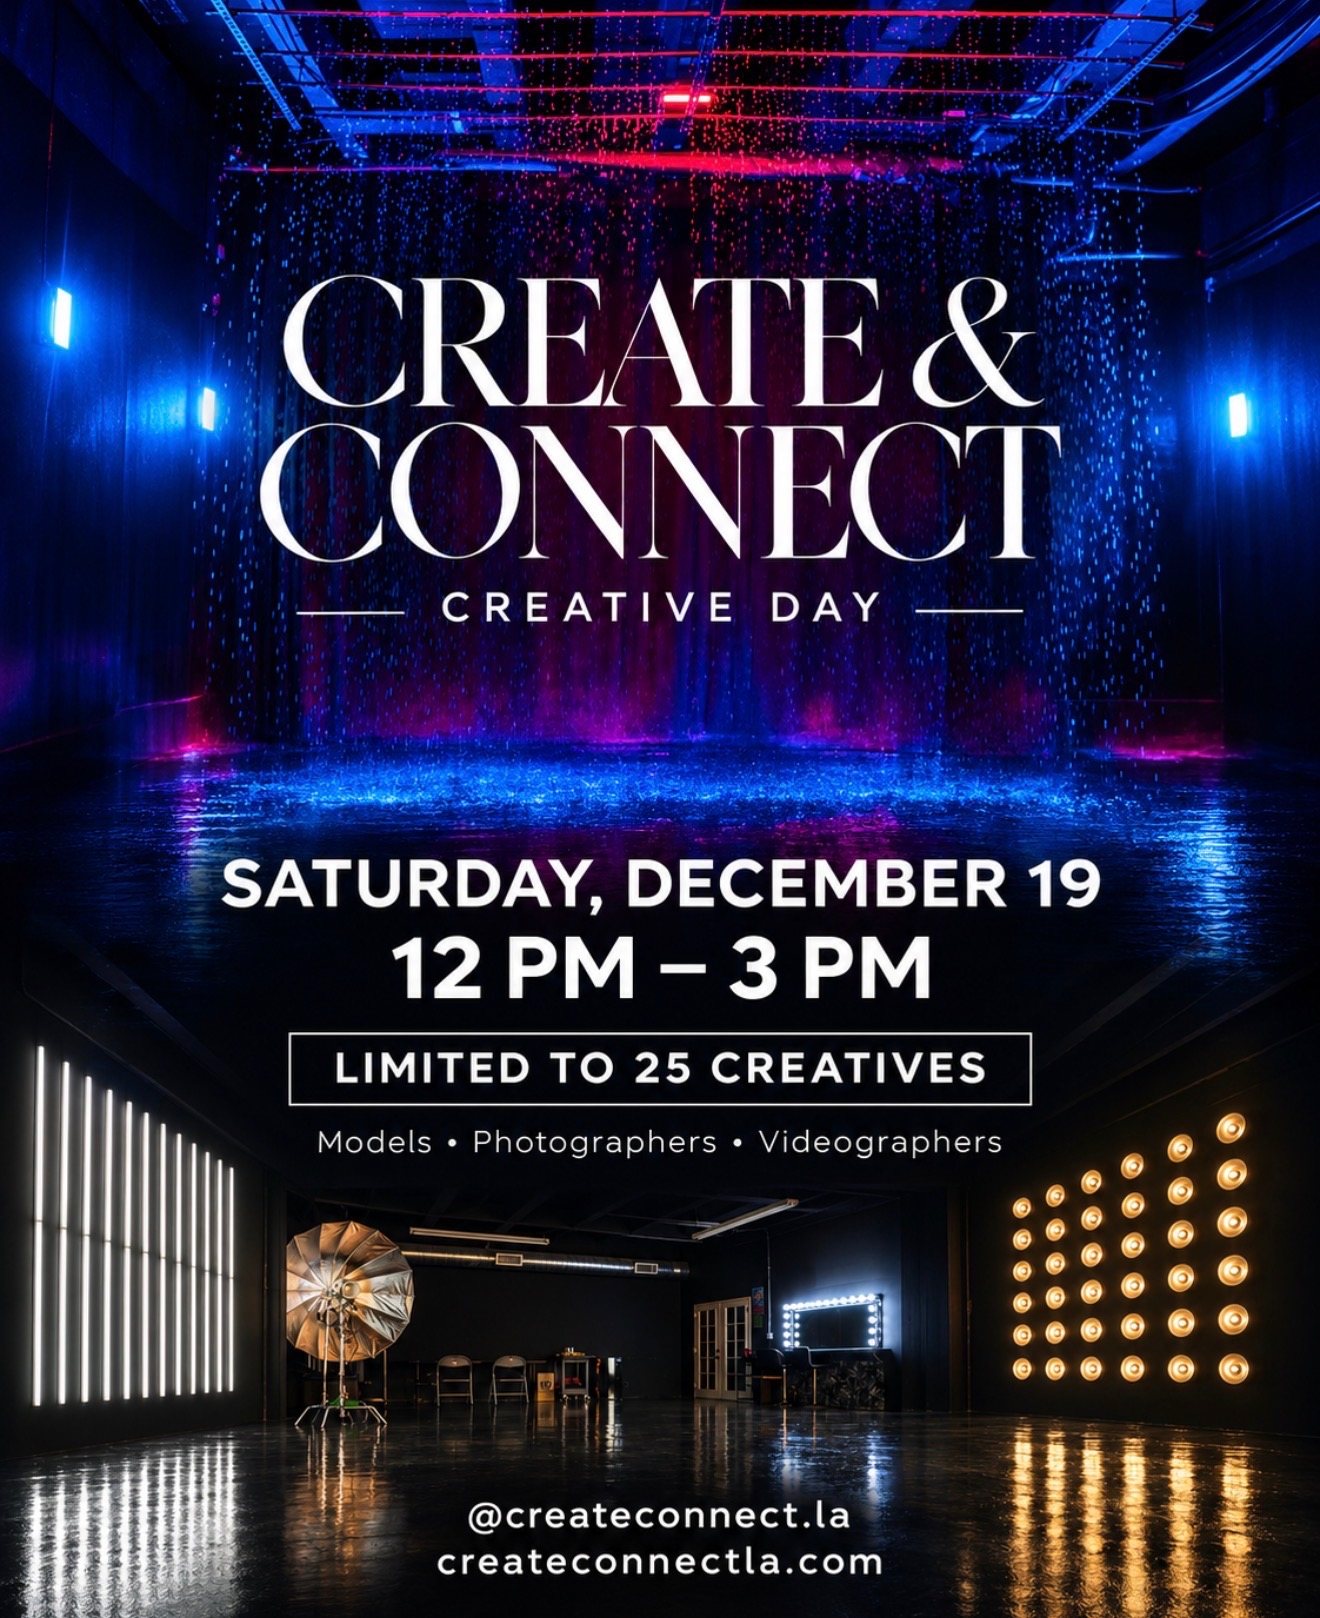 CREATE &
CONNECT
CREATIVE DAY
SATURDAY, DECEMBER 19
12 PM – 3 PM
LIMITED TO 25 CREATIVES
Models • Photographers • Videographers
@createconnect.la
createconnectla.com